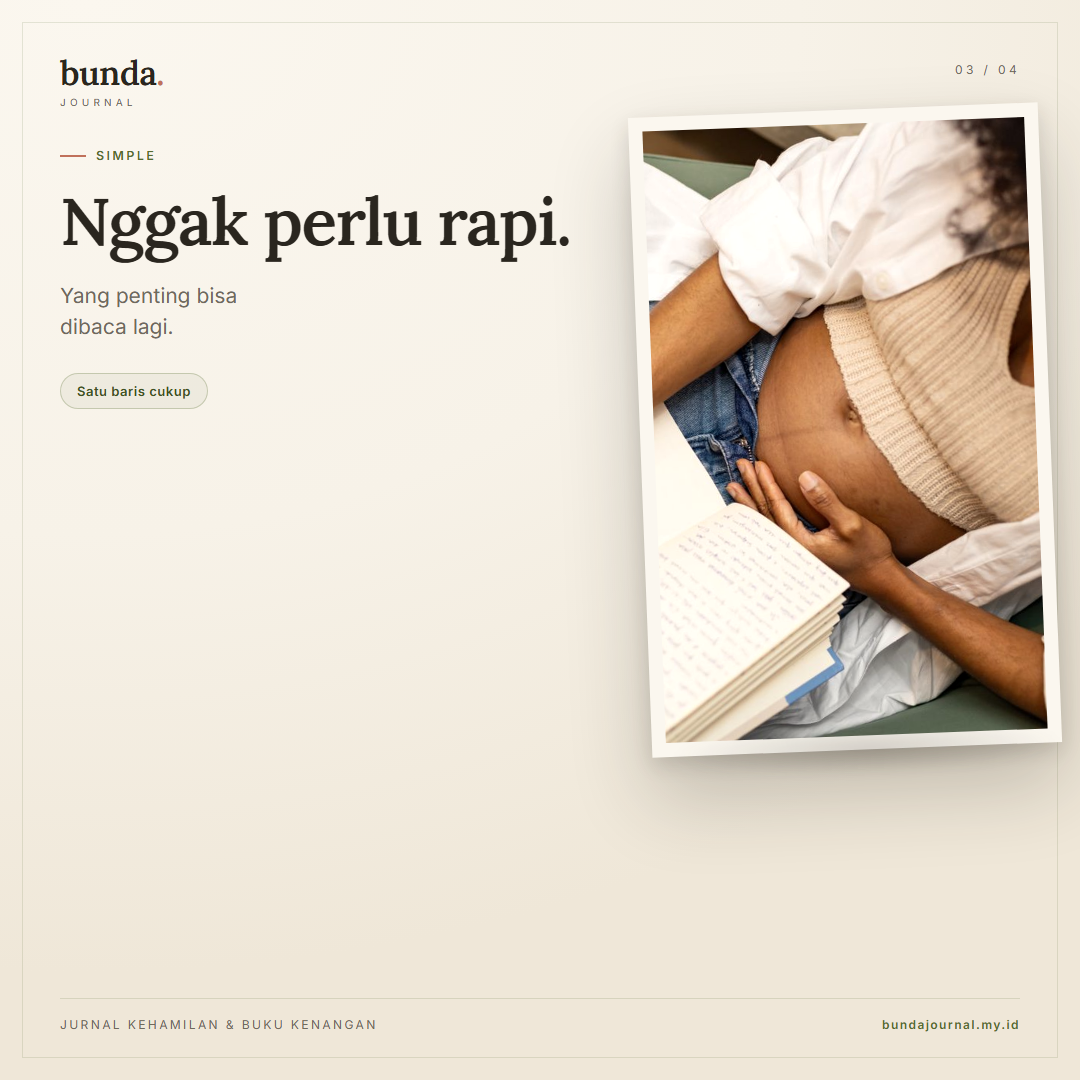 bunda.
JOURNAL
03 / 04
SIMPLE
Nggak perlu rapi.
Yang penting bisa
dibaca lagi.
Satu baris cukup
JURNAL KEHAMILAN & BUKU KENANGAN
bundajournal.my.id